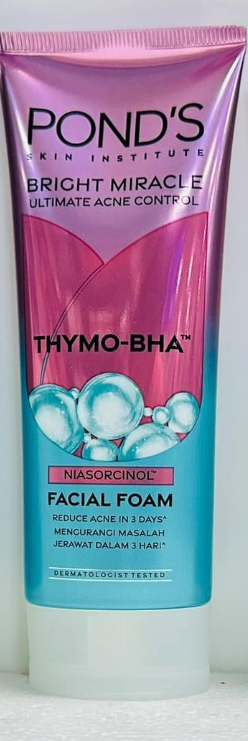 POND'S
SKIN INSTITUTE
BRIGHT MIRACLE
ULTIMATE ACNE CONTROL
THYMO-BHA™
NIASORCINOL™
FACIAL FOAM
REDUCE ACNE IN 3 DAYS^
MENGURANGI MASALAH
JERAWAT DALAM 3 HARI^
DERMATOLOGIST TESTED